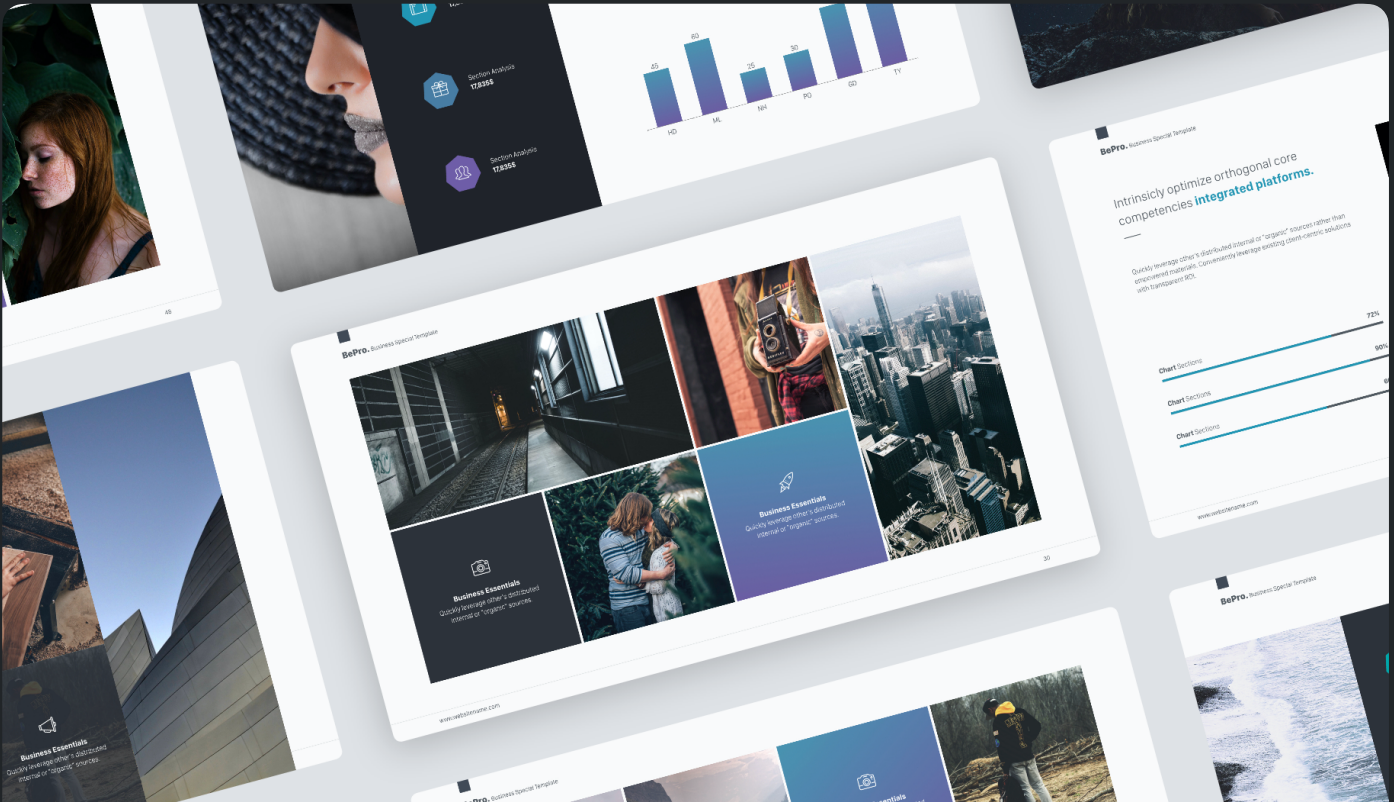 17,835$
Section Analysis
17,835$
Section Analysis
17,835$
45
60
25
30
HD
ML
NH
PO
GD
TY
45
BePro. Business Special Template
Intrinsicly optimize orthogonal core
competencies integrated platforms.
Quickly leverage other's distributed internal or "organic" sources rather than
empowered materials. Conveniently leverage existing client-centric solutions
with transparent ROI.
72%
Chart Sections
90%
Chart Sections
Chart Sections
www.websitename.com
BePro. Business Special Template
Business Essentials
Quickly leverage other's distributed
internal or "organic" sources.
Business Essentials
Quickly leverage other's distributed
internal or "organic" sources.
30
www.websitename.com
Business Essentials
Quickly leverage other's distributed
internal or "organic" sources.
BePro. Business Special Template
BePro. Business Special Template